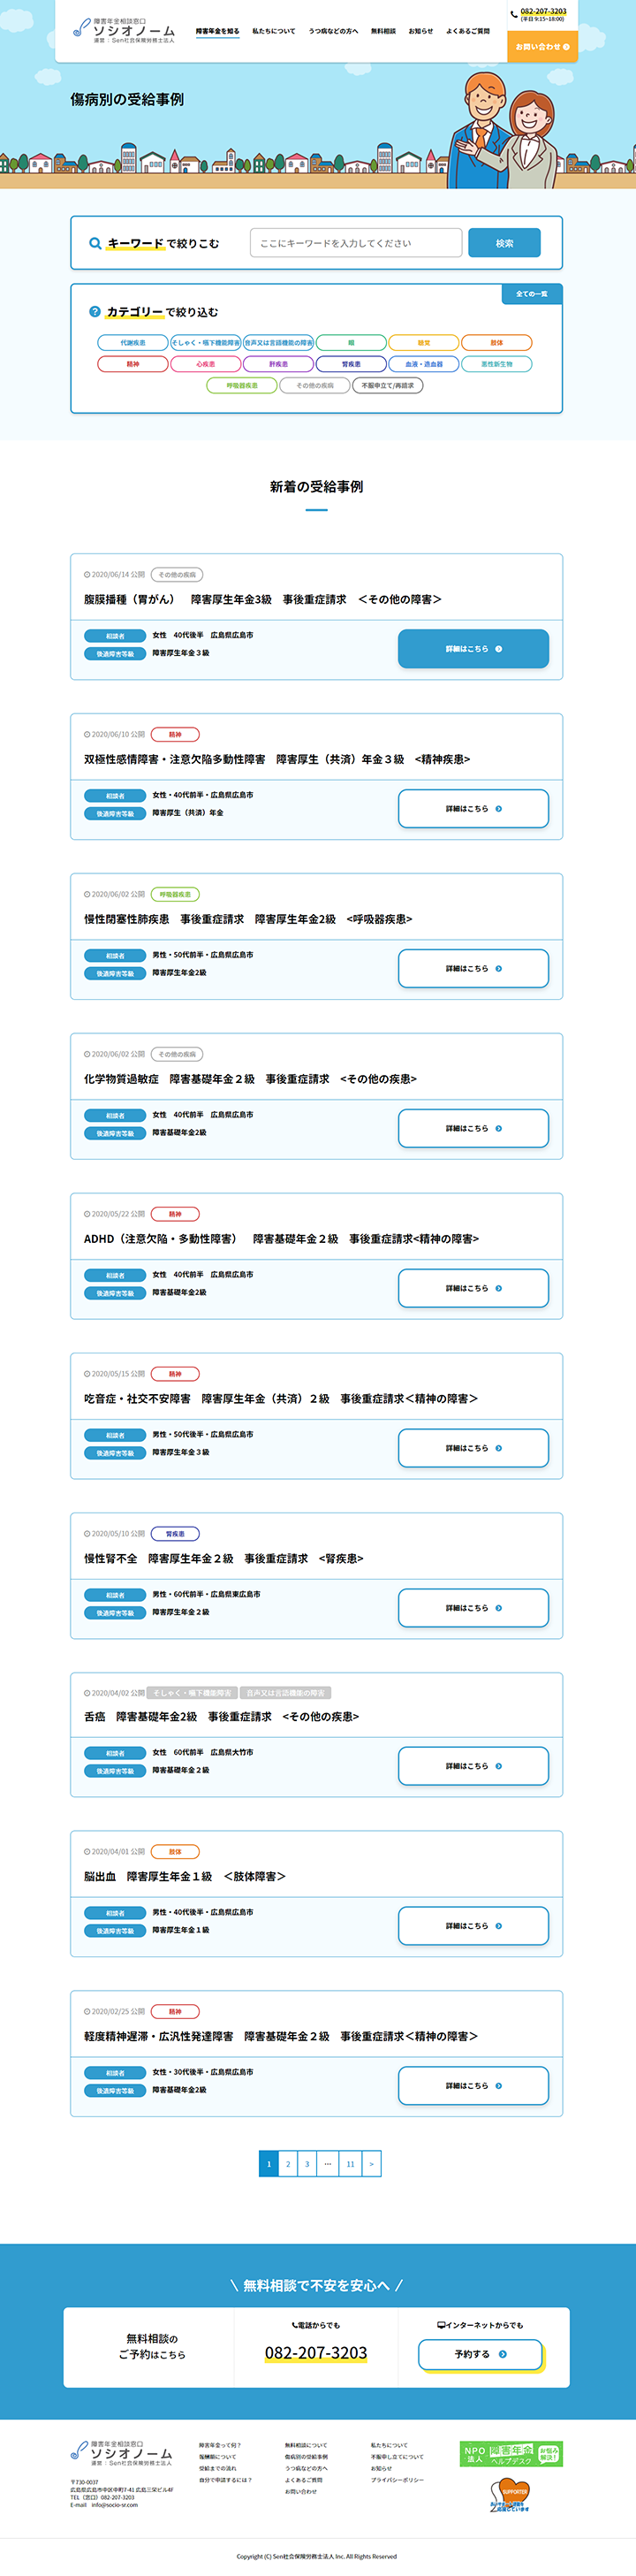 障害年金相談窓口
ソシオノーム
運営：Sen社会保険労務士法人
障害年金を知る 私たちについて うつ病などの方へ 無料相談 お知らせ よくあるご質問
082-207-3203
(平日 9:15~18:00)
お問い合わせ
傷病別の受給事例
キーワードで絞りこむ ここにキーワードを入力してください 検索
全ての一覧
カテゴリーで絞り込む
代謝疾患 そしゃく・嚥下機能障害 音声又は言語機能の障害 眼 聴覚 肢体
精神 心疾患 肝疾患 腎疾患 血液・造血器 悪性新生物
呼吸器疾患 その他の疾病 不服申立て/再請求
新着の受給事例
2020/06/14 公開 その他の疾病
腹膜播種（胃がん） 障害厚生年金3級 事後重症請求 ＜その他の障害＞
相談者 女性 40代後半 広島県広島市
後遺障害等級 障害厚生年金３級
詳細はこちら
2020/06/10 公開 精神
双極性感情障害・注意欠陥多動性障害 障害厚生（共済）年金３級 <精神疾患>
相談者 女性・40代前半・広島県広島市
後遺障害等級 障害厚生（共済）年金
詳細はこちら
2020/06/02 公開 呼吸器疾患
慢性閉塞性肺疾患 事後重症請求 障害厚生年金2級 <呼吸器疾患>
相談者 男性・50代前半・広島県広島市
後遺障害等級 障害厚生年金2級
詳細はこちら
2020/06/02 公開 その他の疾病
化学物質過敏症 障害基礎年金２級 事後重症請求 <その他の疾患>
相談者 女性 40代前半 広島県広島市
後遺障害等級 障害基礎年金2級
詳細はこちら
2020/05/22 公開 精神
ADHD（注意欠陥・多動性障害） 障害基礎年金２級 事後重症請求<精神の障害>
相談者 女性 40代前半 広島県広島市
後遺障害等級 障害基礎年金2級
詳細はこちら
2020/05/15 公開 精神
吃音症・社交不安障害 障害厚生年金（共済）２級 事後重症請求＜精神の障害＞
相談者 男性・50代後半・広島県広島市
後遺障害等級 障害厚生年金３級
詳細はこちら
2020/05/10 公開 腎疾患
慢性腎不全 障害厚生年金２級 事後重症請求 <腎疾患>
相談者 男性・60代前半・広島県東広島市
後遺障害等級 障害厚生年金２級
詳細はこちら
2020/04/02 公開 そしゃく・嚥下機能障害 音声又は言語機能の障害
舌癌 障害基礎年金2級 事後重症請求 <その他の疾患>
相談者 女性 60代前半 広島県大竹市
後遺障害等級 障害基礎年金２級
詳細はこちら
2020/04/01 公開 肢体
脳出血 障害厚生年金１級 ＜肢体障害＞
相談者 男性・40代後半・広島県広島市
後遺障害等級 障害厚生年金１級
詳細はこちら
2020/02/25 公開 精神
軽度精神遅滞・広汎性発達障害 障害基礎年金２級 事後重症請求＜精神の障害＞
相談者 女性・30代後半・広島県広島市
後遺障害等級 障害基礎年金2級
詳細はこちら
1 2 3 … 11 >
＼ 無料相談で不安を安心へ ／
無料相談の
ご予約はこちら
電話からでも
082-207-3203
インターネットからでも
予約する
障害年金相談窓口
ソシオノーム
運営：Sen社会保険労務士法人
〒730-0037
広島県広島市中区中町7-41 広島三栄ビル4F
TEL（窓口）082-207-3203
E-mail info@socio-sr.com
障害年金って何？
報酬額について
受給までの流れ
自分で申請するには？
無料相談について
傷病別の受給事例
うつ病などの方へ
よくあるご質問
お問い合わせ
私たちについて
不服申し立てについて
お知らせ
プライバシーポリシー
NPO法人 障害年金ヘルプデスク お悩み解決！
SUPPORTER
応援しています
Copyright (C) Sen社会保険労務士法人 Inc. All Rights Reserved